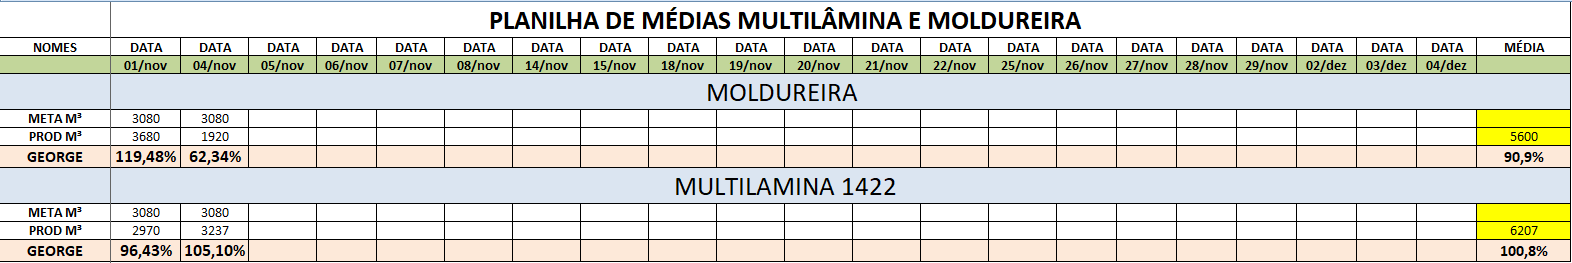 PLANILHA DE MÉDIAS MULTILÂMINA E MOLDUREIRA
NOMES DATA DATA DATA DATA DATA DATA DATA DATA DATA DATA DATA DATA DATA DATA DATA DATA DATA DATA DATA DATA DATA MÉDIA
01/nov 04/nov 05/nov 06/nov 07/nov 08/nov 14/nov 15/nov 18/nov 19/nov 20/nov 21/nov 22/nov 25/nov 26/nov 27/nov 28/nov 29/nov 02/dez 03/dez 04/dez
MOLDUREIRA
META M³ 3080 3080
PROD M³ 3680 1920 5600
GEORGE 119,48% 62,34% 90,9%
MULTILAMINA 1422
META M³ 3080 3080
PROD M³ 2970 3237 6207
GEORGE 96,43% 105,10% 100,8%